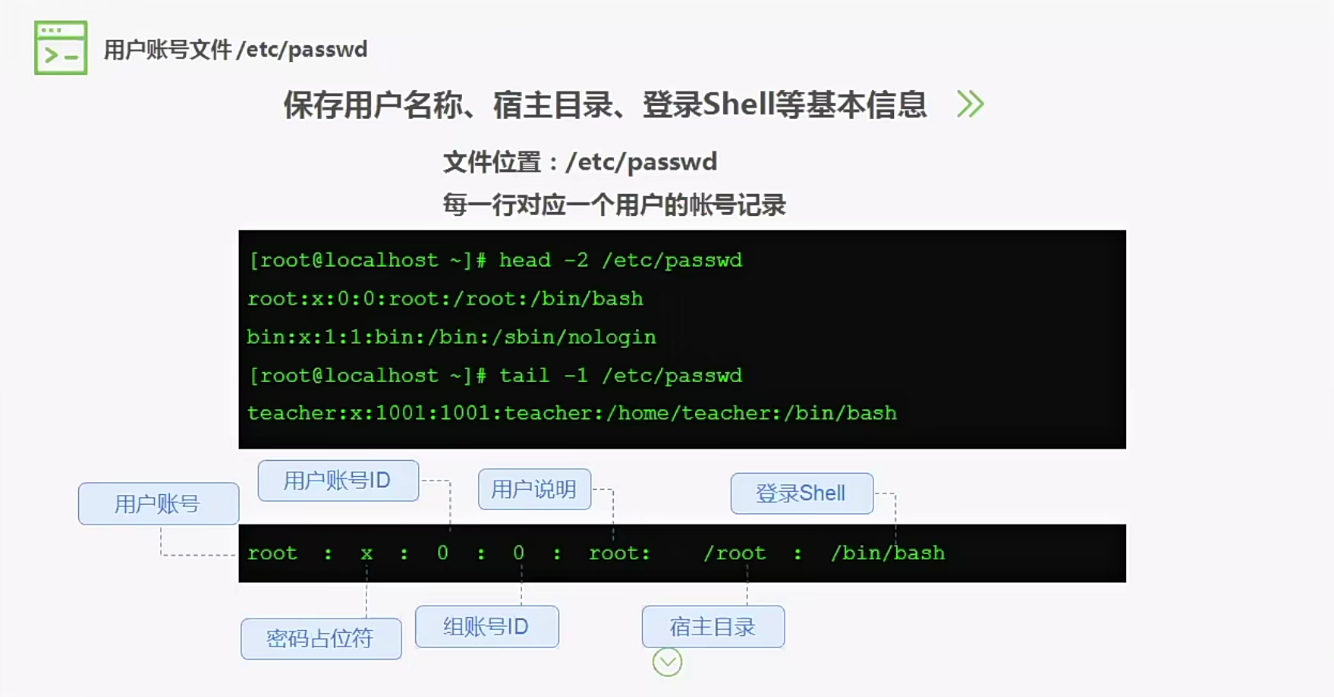 用户账号文件/etc/passwd
保存用户名称、宿主目录、登录Shell等基本信息
文件位置：/etc/passwd
每一行对应一个用户的帐号记录
[root@localhost ~]# head -2 /etc/passwd
root:x:0:0:root:/root:/bin/bash
bin:x:1:1:bin:/bin:/sbin/nologin
[root@localhost ~]# tail -1 /etc/passwd
teacher:x:1001:1001:teacher:/home/teacher:/bin/bash
用户账号
用户账号ID
用户说明
登录Shell
root : x : 0 : 0 : root: /root : /bin/bash
密码占位符
组账号ID
宿主目录